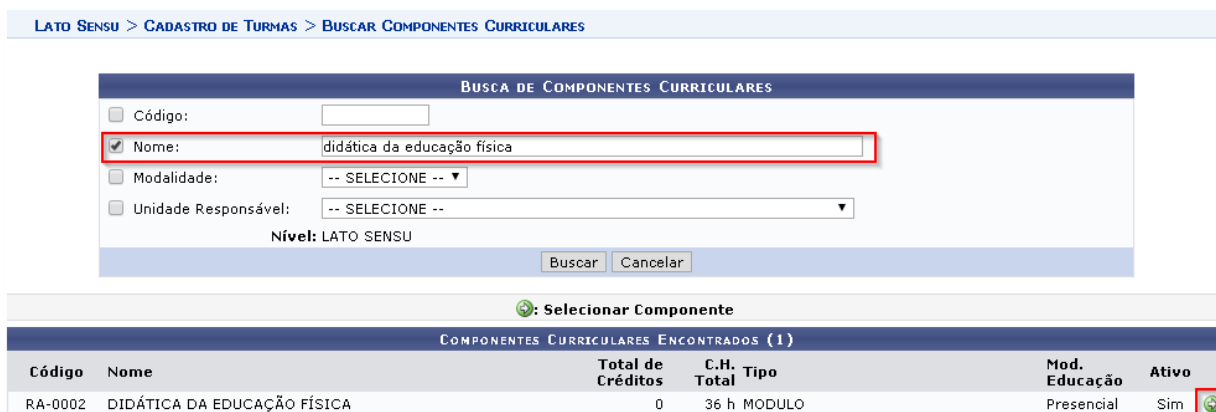 Lato Sensu > Cadastro de Turmas > Buscar Componentes Curriculares
Busca de Componentes Curriculares
Código:
Nome: didática da educação física
Modalidade: -- SELECIONE --
Unidade Responsável: -- SELECIONE --
Nível: LATO SENSU
Buscar Cancelar
: Selecionar Componente
Componentes Curriculares Encontrados (1)
Código Nome Total de Créditos C.H. Total Tipo Mod. Educação Ativo
RA-0002 DIDÁTICA DA EDUCAÇÃO FÍSICA 0 36 h MODULO Presencial Sim